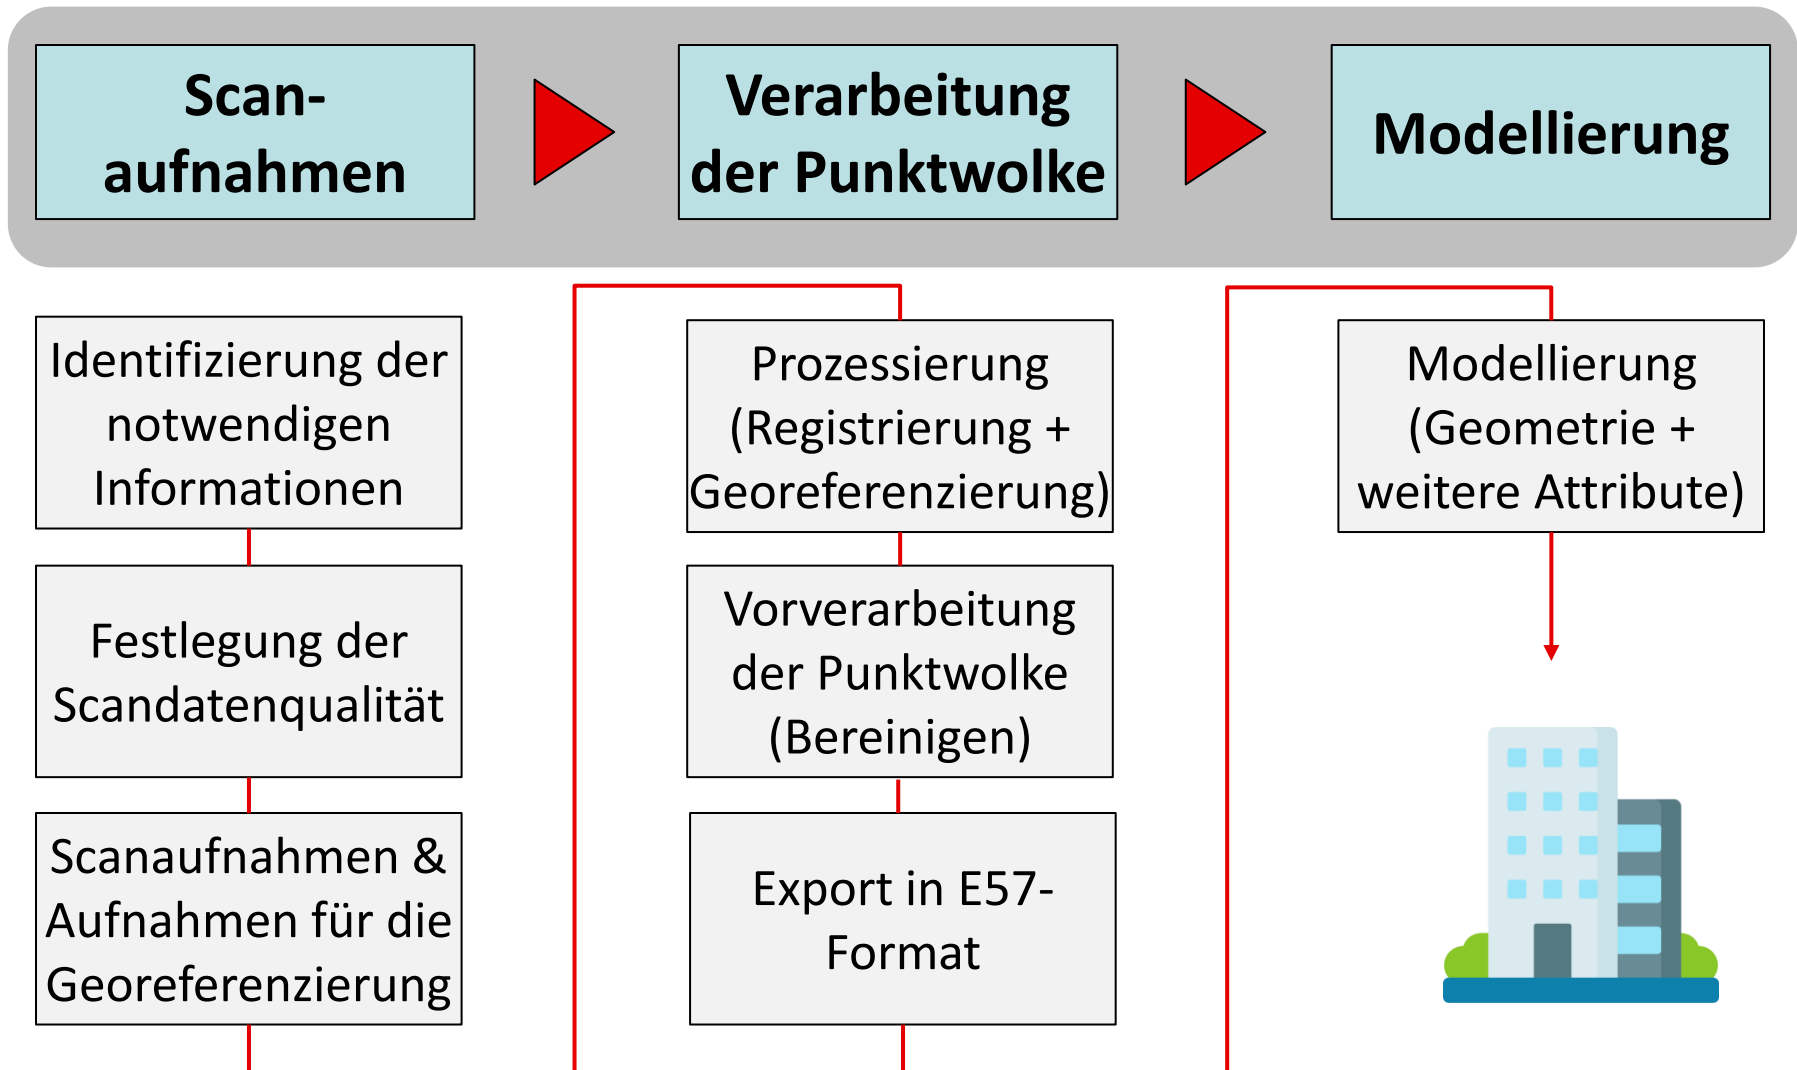 Scan-
aufnahmen
Verarbeitung
der Punktwolke
Modellierung
Identifizierung der
notwendigen
Informationen
Festlegung der
Scandatenqualität
Scanaufnahmen &
Aufnahmen für die
Georeferenzierung
Prozessierung
(Registrierung +
Georeferenzierung)
Vorverarbeitung
der Punktwolke
(Bereinigen)
Export in E57-
Format
Modellierung
(Geometrie +
weitere Attribute)